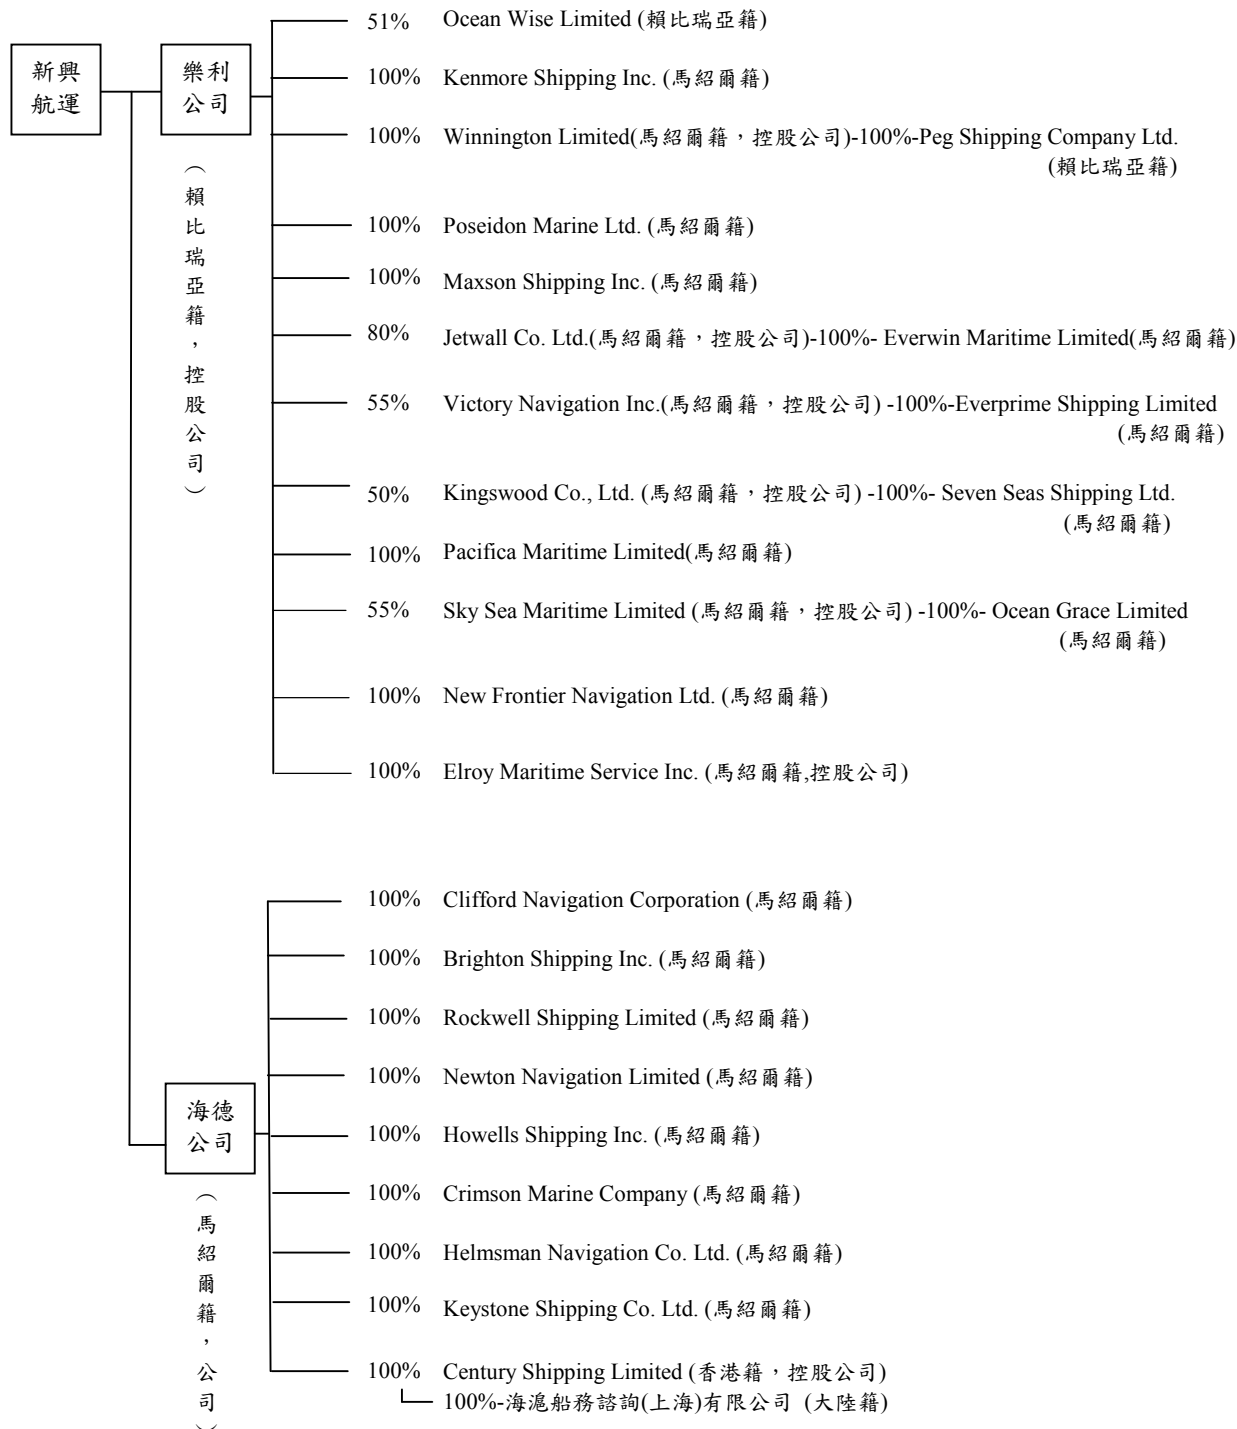 新興
航運
樂利
公司
（賴比瑞亞籍，控股公司）
51% Ocean Wise Limited (賴比瑞亞籍)
100% Kenmore Shipping Inc. (馬紹爾籍)
100% Winnington Limited(馬紹爾籍，控股公司)-100%-Peg Shipping Company Ltd.
(賴比瑞亞籍)
100% Poseidon Marine Ltd. (馬紹爾籍)
100% Maxson Shipping Inc. (馬紹爾籍)
80% Jetwall Co. Ltd.(馬紹爾籍，控股公司)-100%- Everwin Maritime Limited(馬紹爾籍)
55% Victory Navigation Inc.(馬紹爾籍，控股公司) -100%-Everprime Shipping Limited
(馬紹爾籍)
50% Kingswood Co., Ltd. (馬紹爾籍，控股公司) -100%- Seven Seas Shipping Ltd.
(馬紹爾籍)
100% Pacifica Maritime Limited(馬紹爾籍)
55% Sky Sea Maritime Limited (馬紹爾籍，控股公司) -100%- Ocean Grace Limited
(馬紹爾籍)
100% New Frontier Navigation Ltd. (馬紹爾籍)
100% Elroy Maritime Service Inc. (馬紹爾籍,控股公司)
海德
公司
（馬紹爾籍，公司）
100% Clifford Navigation Corporation (馬紹爾籍)
100% Brighton Shipping Inc. (馬紹爾籍)
100% Rockwell Shipping Limited (馬紹爾籍)
100% Newton Navigation Limited (馬紹爾籍)
100% Howells Shipping Inc. (馬紹爾籍)
100% Crimson Marine Company (馬紹爾籍)
100% Helmsman Navigation Co. Ltd. (馬紹爾籍)
100% Keystone Shipping Co. Ltd. (馬紹爾籍)
100% Century Shipping Limited (香港籍，控股公司)
100%-海滬船務諮詢(上海)有限公司 (大陸籍)